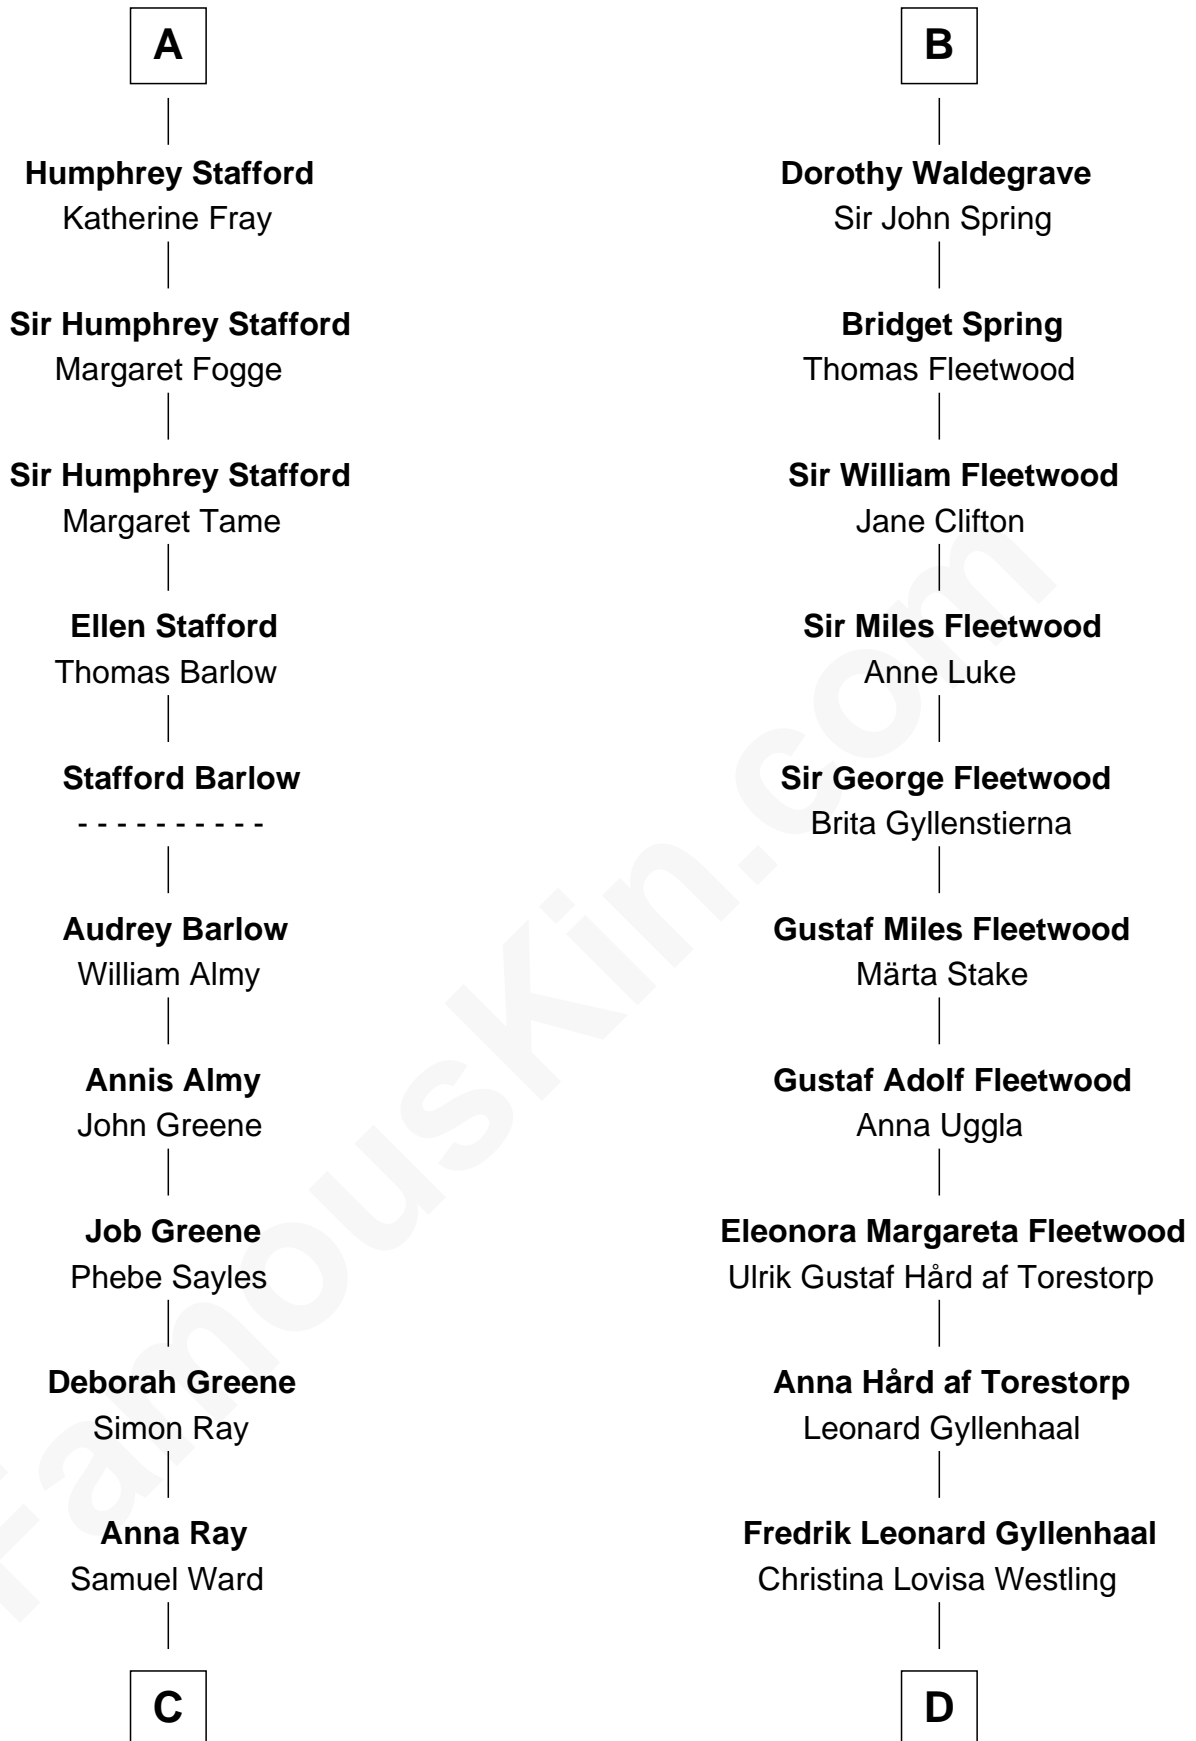 A
Humphrey Stafford
Katherine Fray
Sir Humphrey Stafford
Margaret Fogge
Sir Humphrey Stafford
Margaret Tame
Ellen Stafford
Thomas Barlow
Stafford Barlow
- - - - - - - - - -
Audrey Barlow
William Almy
Annis Almy
John Greene
Job Greene
Phebe Sayles
Deborah Greene
Simon Ray
Anna Ray
Samuel Ward
C
B
Dorothy Waldegrave
Sir John Spring
Bridget Spring
Thomas Fleetwood
Sir William Fleetwood
Jane Clifton
Sir Miles Fleetwood
Anne Luke
Sir George Fleetwood
Brita Gyllenstierna
Gustaf Miles Fleetwood
Märta Stake
Gustaf Adolf Fleetwood
Anna Uggla
Eleonora Margareta Fleetwood
Ulrik Gustaf Hård af Torestorp
Anna Hård af Torestorp
Leonard Gyllenhaal
Fredrik Leonard Gyllenhaal
Christina Lovisa Westling
D
FamousKin.com